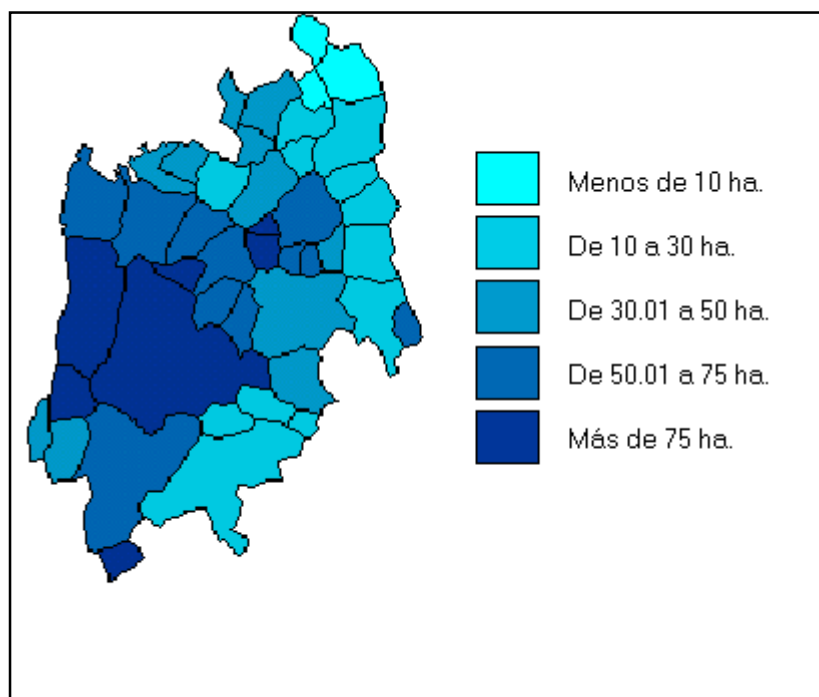 Menos de 10 ha.
De 10 a 30 ha.
De 30.01 a 50 ha.
De 50.01 a 75 ha.
Más de 75 ha.